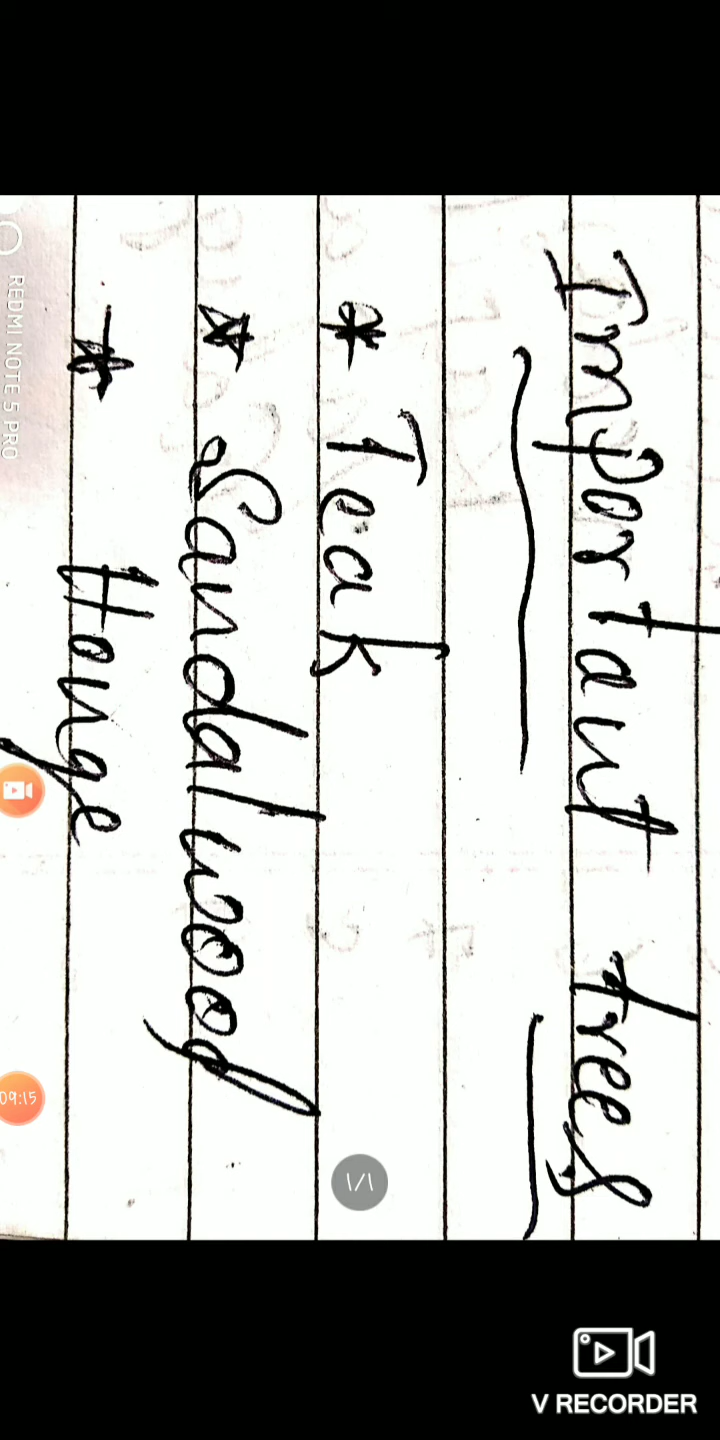 Important trees
* Teak
* Sandalwood
* Honge
REDMI NOTE 5 PRO
09:15
1/1
V RECORDER